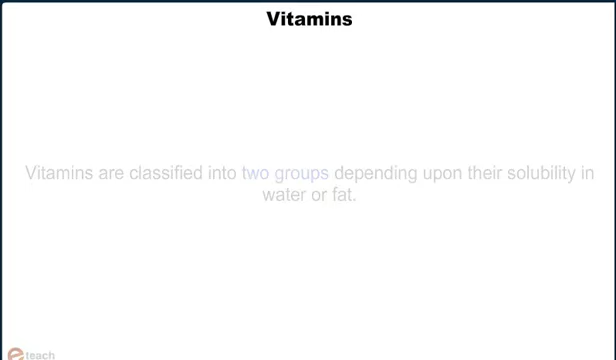 Vitamins
Vitamins are classified into two groups depending upon their solubility in
water or fat.
e teach